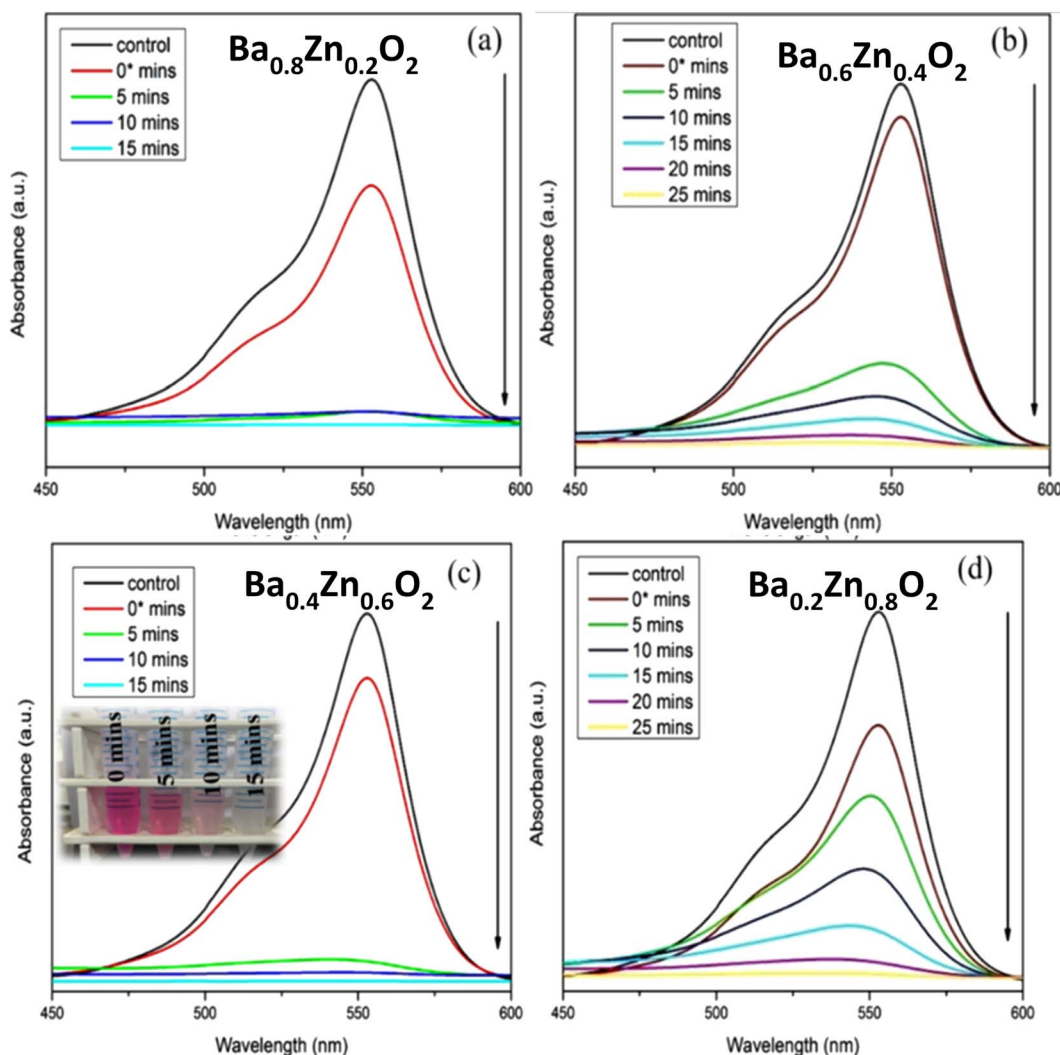 control
0* mins
5 mins
10 mins
15 mins
Ba0.8Zn0.2O2
(a)
Absorbance (a.u.)
450
500
550
600
Wavelength (nm)
control
0* mins
5 mins
10 mins
15 mins
20 mins
25 mins
Ba0.6Zn0.4O2
(b)
Absorbance (a.u.)
450
500
550
600
Wavelength (nm)
control
0* mins
5 mins
10 mins
15 mins
Ba0.4Zn0.6O2
(c)
0 mins
5 mins
10 mins
15 mins
Absorbance (a.u.)
450
500
550
600
Wavelength (nm)
control
0* mins
5 mins
10 mins
15 mins
20 mins
25 mins
Ba0.2Zn0.8O2
(d)
Absorbance (a.u.)
450
500
550
600
Wavelength (nm)